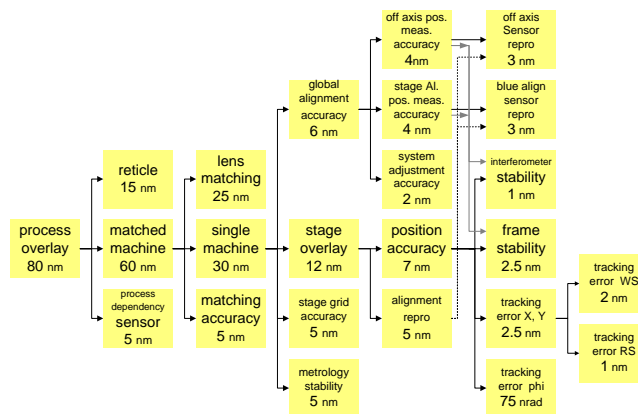 process
overlay
80 nm
reticle
15 nm
matched
machine
60 nm
process
dependency
sensor
5 nm
lens
matching
25 nm
single
machine
30 nm
matching
accuracy
5 nm
global
alignment
accuracy
6 nm
stage
overlay
12 nm
stage grid
accuracy
5 nm
metrology
stability
5 nm
off axis pos.
meas.
accuracy
4nm
stage Al.
pos. meas.
accuracy
4 nm
system
adjustment
accuracy
2 nm
position
accuracy
7 nm
alignment
repro
5 nm
off axis
Sensor
repro
3 nm
blue align
sensor
repro
3 nm
interferometer
stability
1 nm
frame
stability
2.5 nm
tracking
error X, Y
2.5 nm
tracking
error phi
75 nrad
tracking
error WS
2 nm
tracking
error RS
1 nm